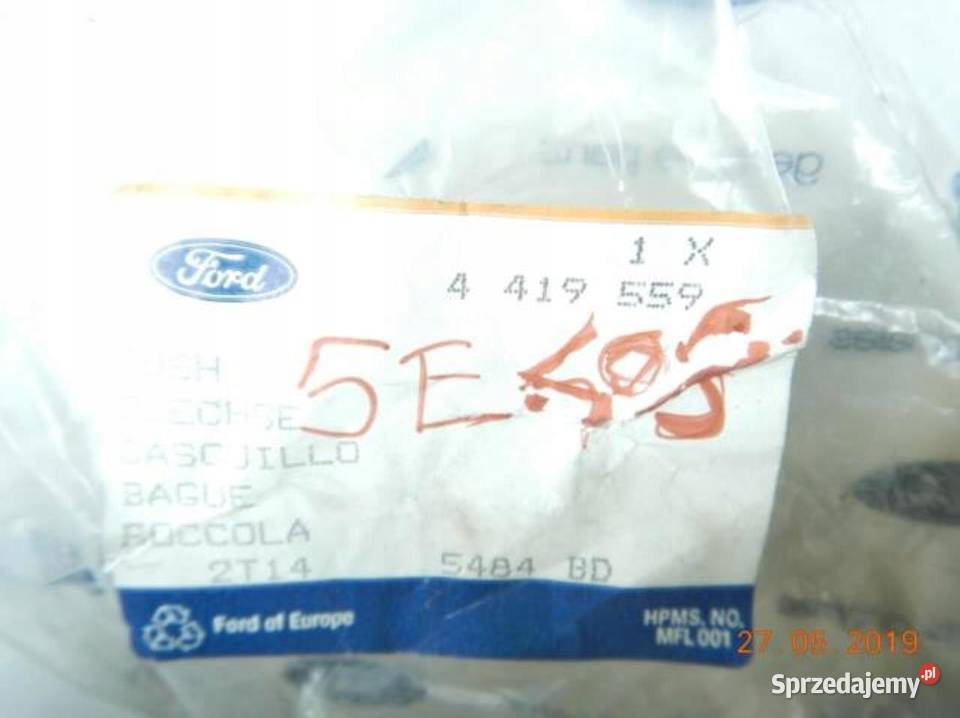 Ford
1 X
4 419 559
5E
CASQUILLO
BAGUE
BOCCOLA
2T14 5484 BD
Ford of Europe
HPMS. NO.
MFL 001
27.05.2019
Sprzedajemy.pl